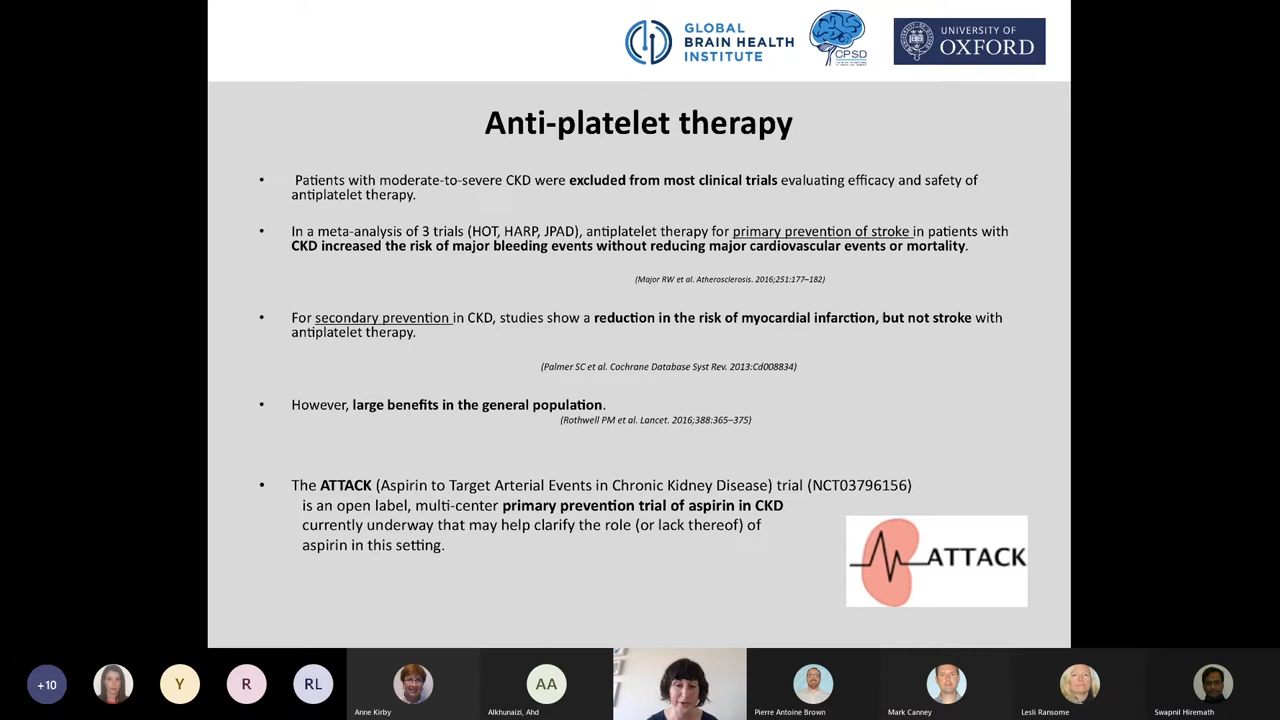 GLOBAL
BRAIN HEALTH
INSTITUTE
CPSD
UNIVERSITY OF
OXFORD
Anti-platelet therapy
• Patients with moderate-to-severe CKD were excluded from most clinical trials evaluating efficacy and safety of
antiplatelet therapy.
• In a meta-analysis of 3 trials (HOT, HARP, JPAD), antiplatelet therapy for primary prevention of stroke in patients with
CKD increased the risk of major bleeding events without reducing major cardiovascular events or mortality.
(Major RW et al. Atherosclerosis. 2016;251:177–182)
• For secondary prevention in CKD, studies show a reduction in the risk of myocardial infarction, but not stroke with
antiplatelet therapy.
(Palmer SC et al. Cochrane Database Syst Rev. 2013:Cd008834)
• However, large benefits in the general population.
(Rothwell PM et al. Lancet. 2016;388:365–375)
• The ATTACK (Aspirin to Target Arterial Events in Chronic Kidney Disease) trial (NCT03796156)
is an open label, multi-center primary prevention trial of aspirin in CKD
currently underway that may help clarify the role (or lack thereof) of
aspirin in this setting.
ATTACK
+10
Y
R
RL
Anne Kirby
AA
Alkhunaizi, Ahd
Pierre Antoine Brown
Mark Canney
Lesli Ransome
Swapnil Hiremath